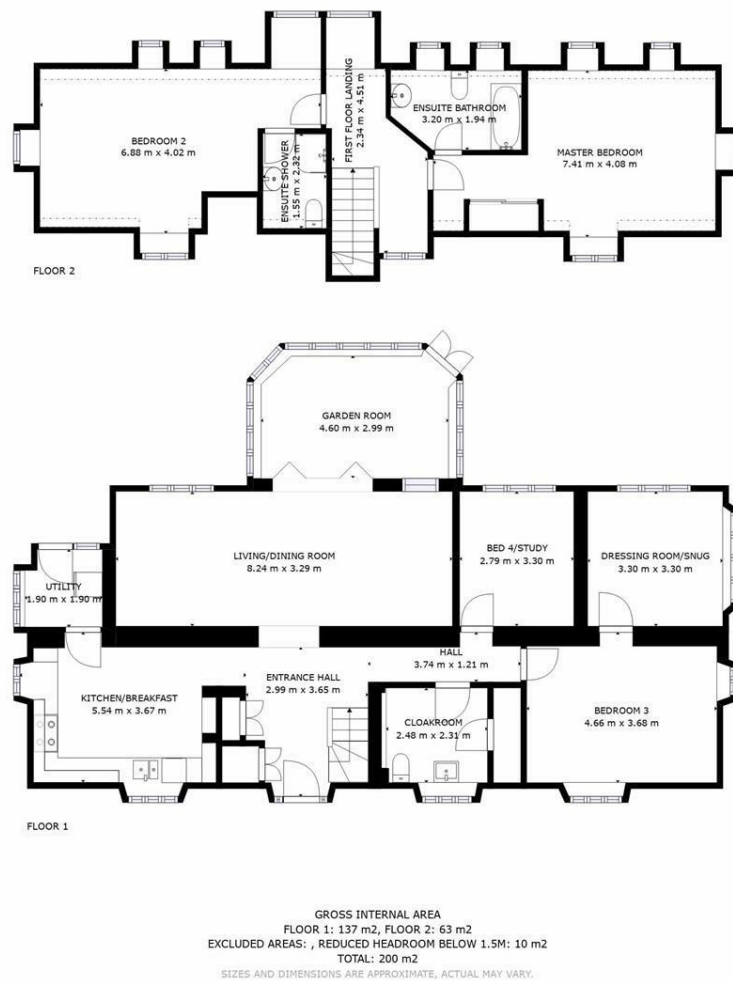 BEDROOM 2
6.88 m x 4.02 m
ENSUITE SHOWER
1.55 m x 2.32 m
FIRST FLOOR LANDING
2.34 m x 4.51 m
ENSUITE BATHROOM
3.20 m x 1.94 m
MASTER BEDROOM
7.41 m x 4.08 m
FLOOR 2
GARDEN ROOM
4.60 m x 2.99 m
LIVING/DINING ROOM
8.24 m x 3.29 m
BED 4/STUDY
2.79 m x 3.30 m
DRESSING ROOM/SNUG
3.30 m x 3.30 m
UTILITY
1.90 m x 1.90 m
KITCHEN/BREAKFAST
5.54 m x 3.67 m
ENTRANCE HALL
2.99 m x 3.65 m
HALL
3.74 m x 1.21 m
CLOAKROOM
2.48 m x 2.31 m
BEDROOM 3
4.66 m x 3.68 m
FLOOR 1
GROSS INTERNAL AREA
FLOOR 1: 137 m2, FLOOR 2: 63 m2
EXCLUDED AREAS: , REDUCED HEADROOM BELOW 1.5M: 10 m2
TOTAL: 200 m2
SIZES AND DIMENSIONS ARE APPROXIMATE, ACTUAL MAY VARY.